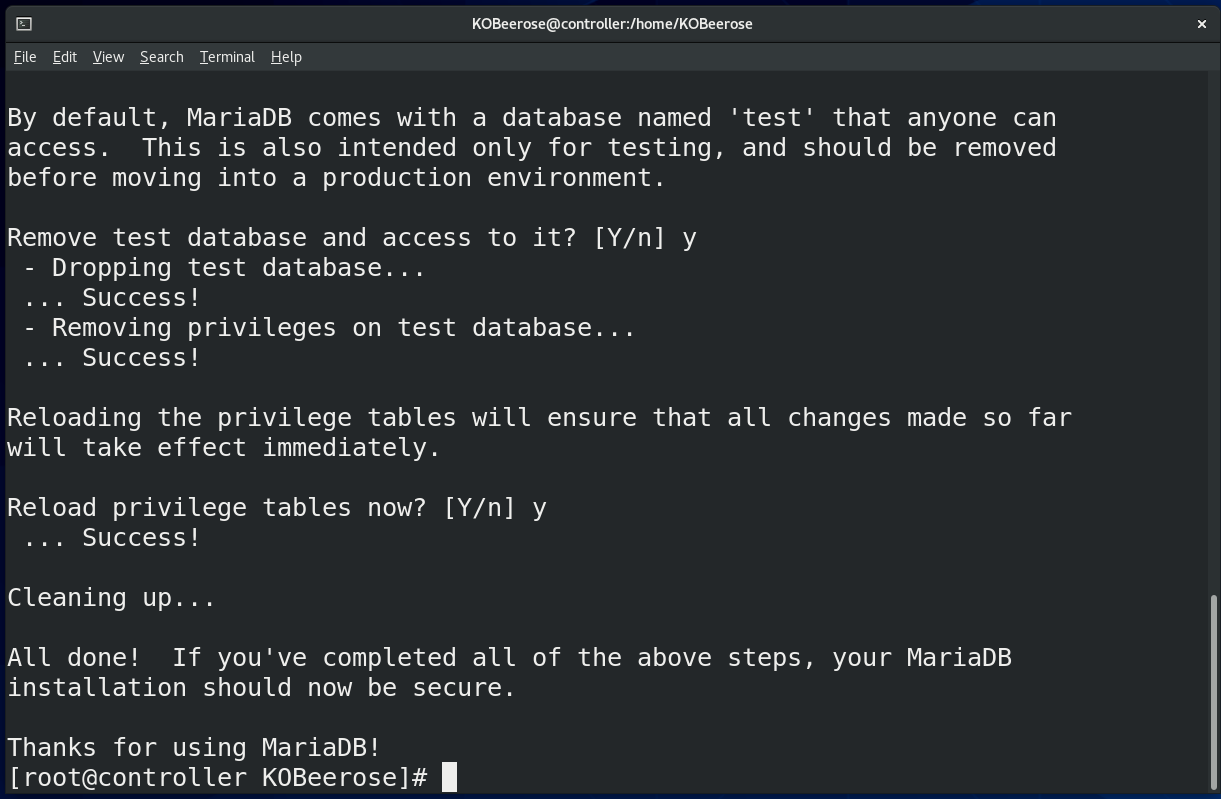 KOBeerose@controller:/home/KOBeerose
File Edit View Search Terminal Help
By default, MariaDB comes with a database named 'test' that anyone can
access.  This is also intended only for testing, and should be removed
before moving into a production environment.
Remove test database and access to it? [Y/n] y
 - Dropping test database...
 ... Success!
 - Removing privileges on test database...
 ... Success!
Reloading the privilege tables will ensure that all changes made so far
will take effect immediately.
Reload privilege tables now? [Y/n] y
 ... Success!
Cleaning up...
All done!  If you've completed all of the above steps, your MariaDB
installation should now be secure.
Thanks for using MariaDB!
[root@controller KOBeerose]#